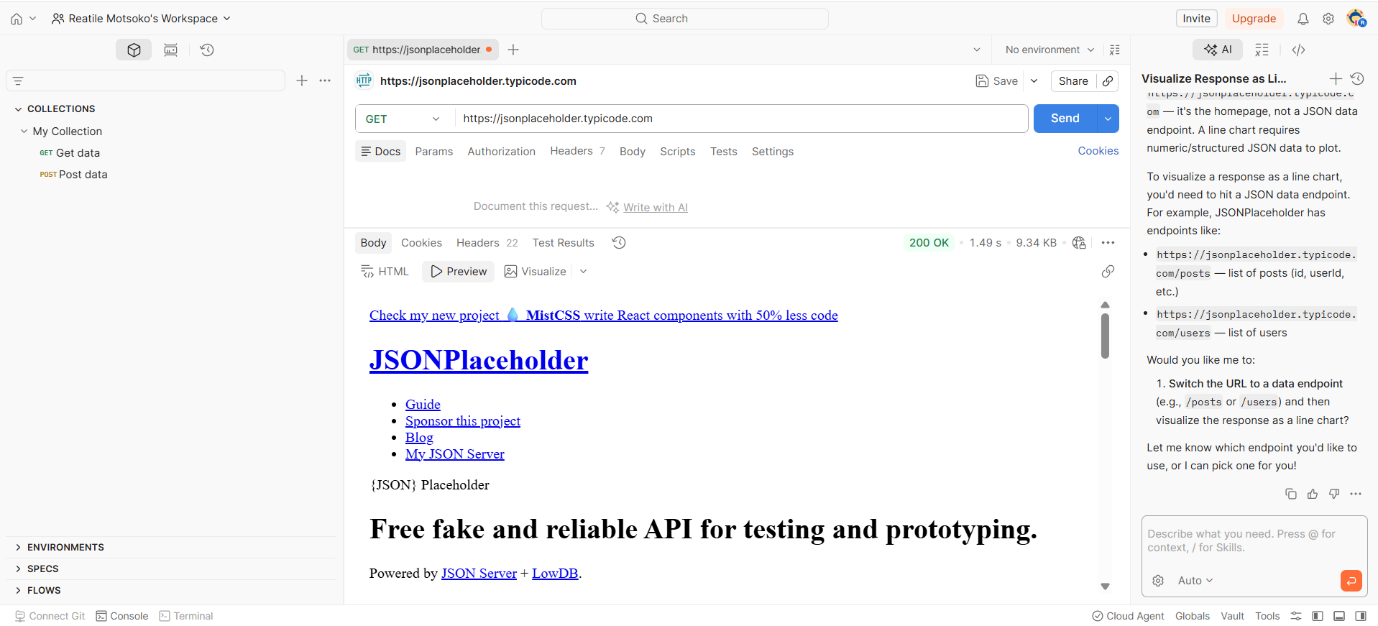 Reatile Motsoko's Workspace
Search
Invite
Upgrade
GET https://jsonplaceholder
No environment
AI
COLLECTIONS
My Collection
GET Get data
POST Post data
ENVIRONMENTS
SPECS
FLOWS
HTTP
https://jsonplaceholder.typicode.com
Save
Share
GET
https://jsonplaceholder.typicode.com
Send
Docs
Params
Authorization
Headers 7
Body
Scripts
Tests
Settings
Cookies
Document this request...
Write with AI
Body
Cookies
Headers 22
Test Results
200 OK
1.49 s
9.34 KB
HTML
Preview
Visualize
Check my new project 💧 MistCSS write React components with 50% less code
JSONPlaceholder
Guide
Sponsor this project
Blog
My JSON Server
{JSON} Placeholder
Free fake and reliable API for testing and prototyping.
Powered by JSON Server + LowDB.
Visualize Response as Li...
https://jsonplaceholder.typicode.c
om — it's the homepage, not a JSON data
endpoint. A line chart requires
numeric/structured JSON data to plot.
To visualize a response as a line chart,
you'd need to hit a JSON data endpoint.
For example, JSONPlaceholder has
endpoints like:
https://jsonplaceholder.typicode.
com/posts — list of posts (id, userId,
etc.)
https://jsonplaceholder.typicode.
com/users — list of users
Would you like me to:
1. Switch the URL to a data endpoint
(e.g., /posts or /users) and then
visualize the response as a line chart?
Let me know which endpoint you'd like to
use, or I can pick one for you!
Describe what you need. Press @ for
context, / for Skills.
Auto
Connect Git
Console
Terminal
Cloud Agent
Globals
Vault
Tools